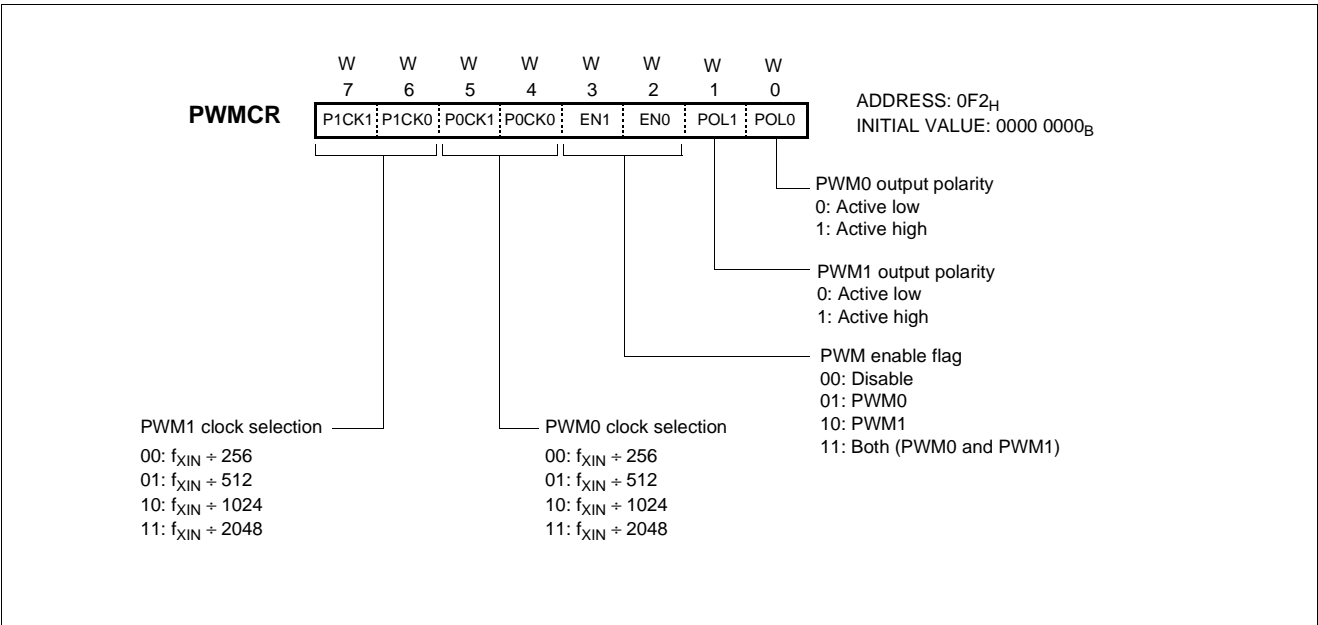 W W W W W W W W
7 6 5 4 3 2 1 0
PWMCR P1CK1 P1CK0 P0CK1 P0CK0 EN1 EN0 POL1 POL0
ADDRESS: 0F2H
INITIAL VALUE: 0000 0000B
PWM0 output polarity
0: Active low
1: Active high
PWM1 output polarity
0: Active low
1: Active high
PWM enable flag
00: Disable
01: PWM0
10: PWM1
11: Both (PWM0 and PWM1)
PWM1 clock selection
00: fXIN ÷ 256
01: fXIN ÷ 512
10: fXIN ÷ 1024
11: fXIN ÷ 2048
PWM0 clock selection
00: fXIN ÷ 256
01: fXIN ÷ 512
10: fXIN ÷ 1024
11: fXIN ÷ 2048